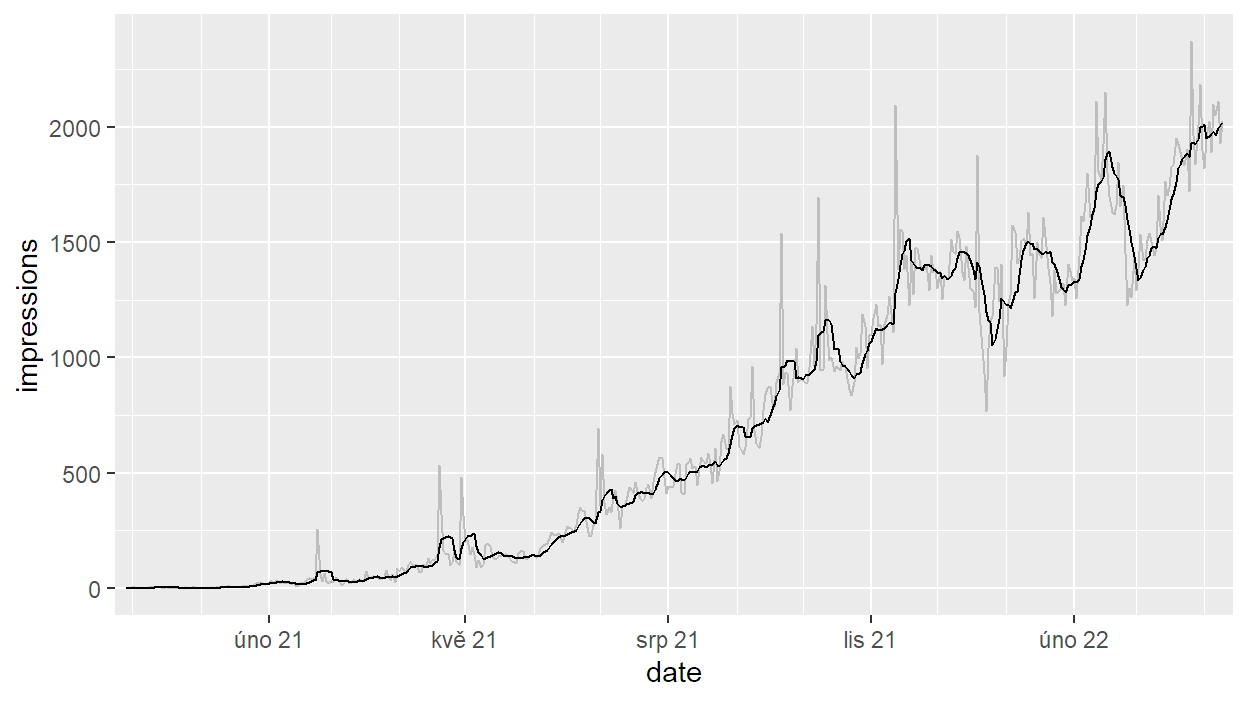 impressions
2000
1500
1000
500
0
úno 21
kvě 21
srp 21
lis 21
úno 22
date